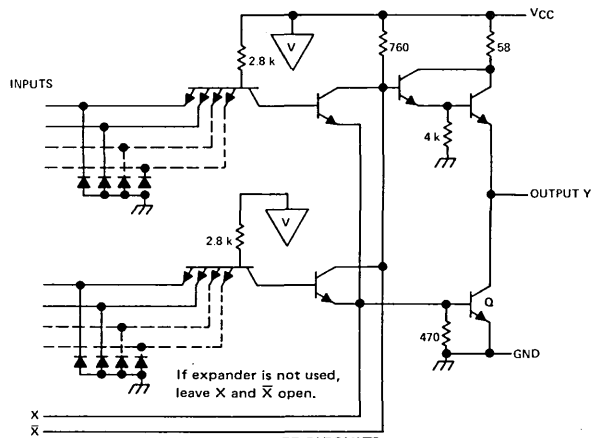 VCC
2.8 k
V
760
58
INPUTS
4 k
OUTPUT Y
2.8 k
V
Q
470
GND
If expander is not used,
leave X and X̅ open.
X
X̅